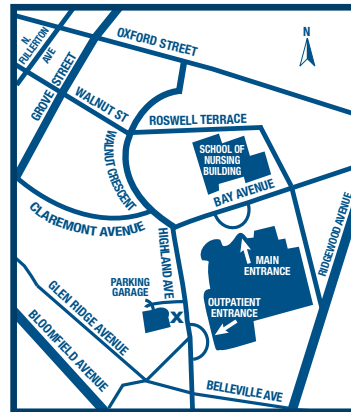 OXFORD STREET
N
N.
FULLERTON
AVE
GROVE STREET
WALNUT ST
ROSWELL TERRACE
WALNUT CRESCENT
SCHOOL OF
NURSING
BUILDING
BAY AVENUE
CLAREMONT AVENUE
HIGHLAND AVE
RIDGEWOOD AVENUE
MAIN
ENTRANCE
PARKING
GARAGE
X
OUTPATIENT
ENTRANCE
GLEN RIDGE AVENUE
BLOOMFIELD AVENUE
BELLEVILLE AVE